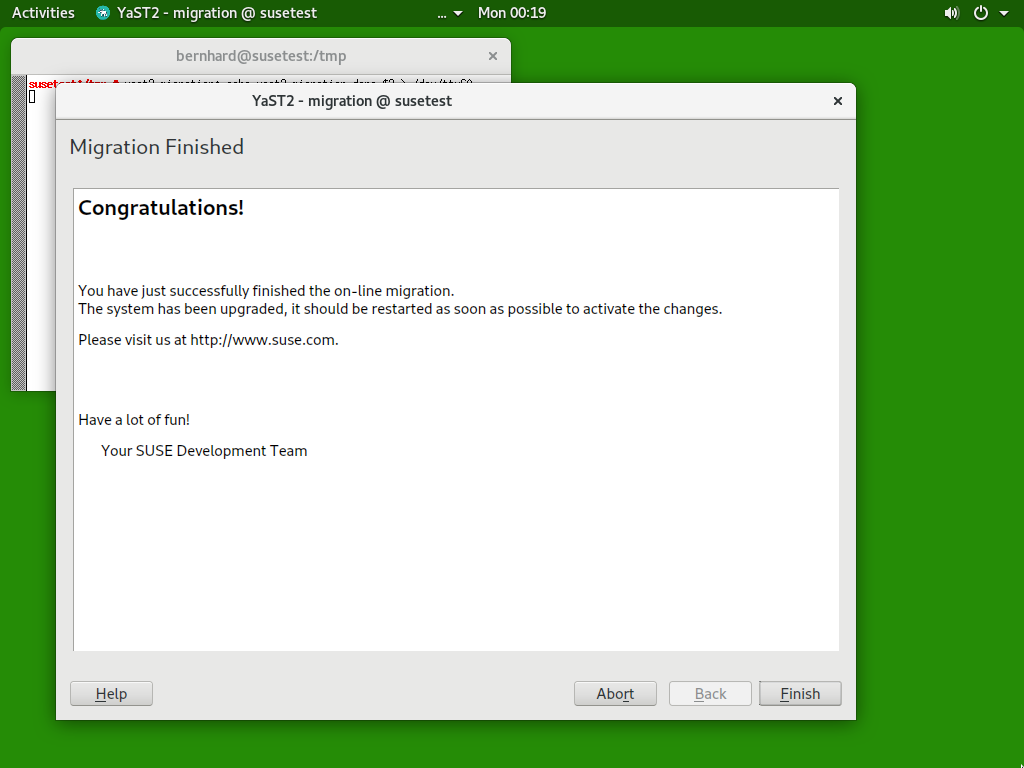 Activities YaST2 - migration @ susetest ... Mon 00:19
bernhard@susetest:/tmp
YaST2 - migration @ susetest
Migration Finished
Congratulations!
You have just successfully finished the on-line migration.
The system has been upgraded, it should be restarted as soon as possible to activate the changes.
Please visit us at http://www.suse.com.
Have a lot of fun!
Your SUSE Development Team
Help Abort Back Finish